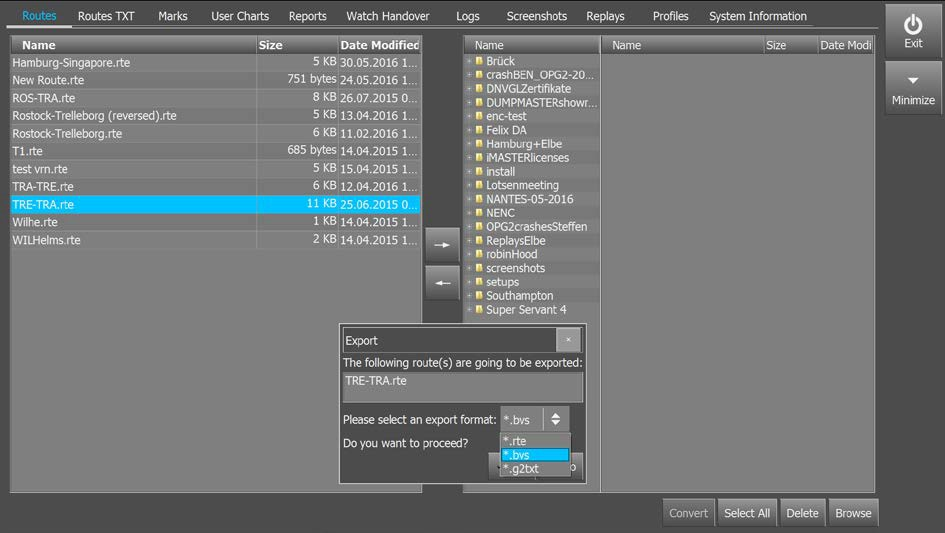 Routes Routes TXT Marks User Charts Reports Watch Handover Logs Screenshots Replays Profiles System Information
Exit
Minimize
Name Size Date Modified
Hamburg-Singapore.rte 5 KB 30.05.2016 1...
New Route.rte 751 bytes 24.05.2016 1...
ROS-TRA.rte 8 KB 26.07.2015 0...
Rostock-Trelleborg (reversed).rte 5 KB 13.04.2016 1...
Rostock-Trelleborg.rte 6 KB 11.02.2016 1...
T1.rte 685 bytes 14.04.2015 1...
test vrn.rte 5 KB 15.04.2015 1...
TRA-TRE.rte 6 KB 12.04.2016 1...
TRE-TRA.rte 11 KB 25.06.2015 0...
Wilhe.rte 1 KB 14.04.2015 1...
WILHelms.rte 2 KB 14.04.2015 1...
Name
Brück
crashBEN_OPG2-20...
DNVGLZertifikate
DUMPMASTERshowr...
enc-test
Felix DA
Hamburg+Elbe
iMASTERlicenses
install
Lotsenmeeting
NANTES-05-2016
NENC
OPG2crashesSteffen
ReplaysElbe
robinHood
screenshots
setups
Southampton
Super Servant 4
Name Size Date Modi
Export
The following route(s) are going to be exported:
TRE-TRA.rte
Please select an export format: *.bvs
Do you want to proceed?
*.rte
*.bvs
*.g2txt
Convert Select All Delete Browse